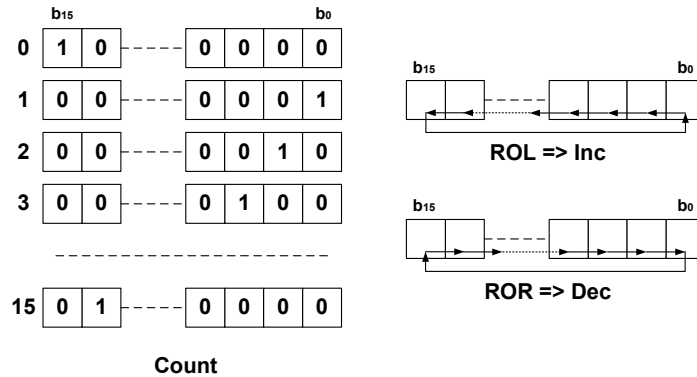 b15 b0
0 1 0 0 0 0 0
1 0 0 0 0 0 1
2 0 0 0 0 1 0
3 0 0 0 1 0 0
15 0 1 0 0 0 0
Count
b15 b0
ROL => Inc
b15 b0
ROR => Dec